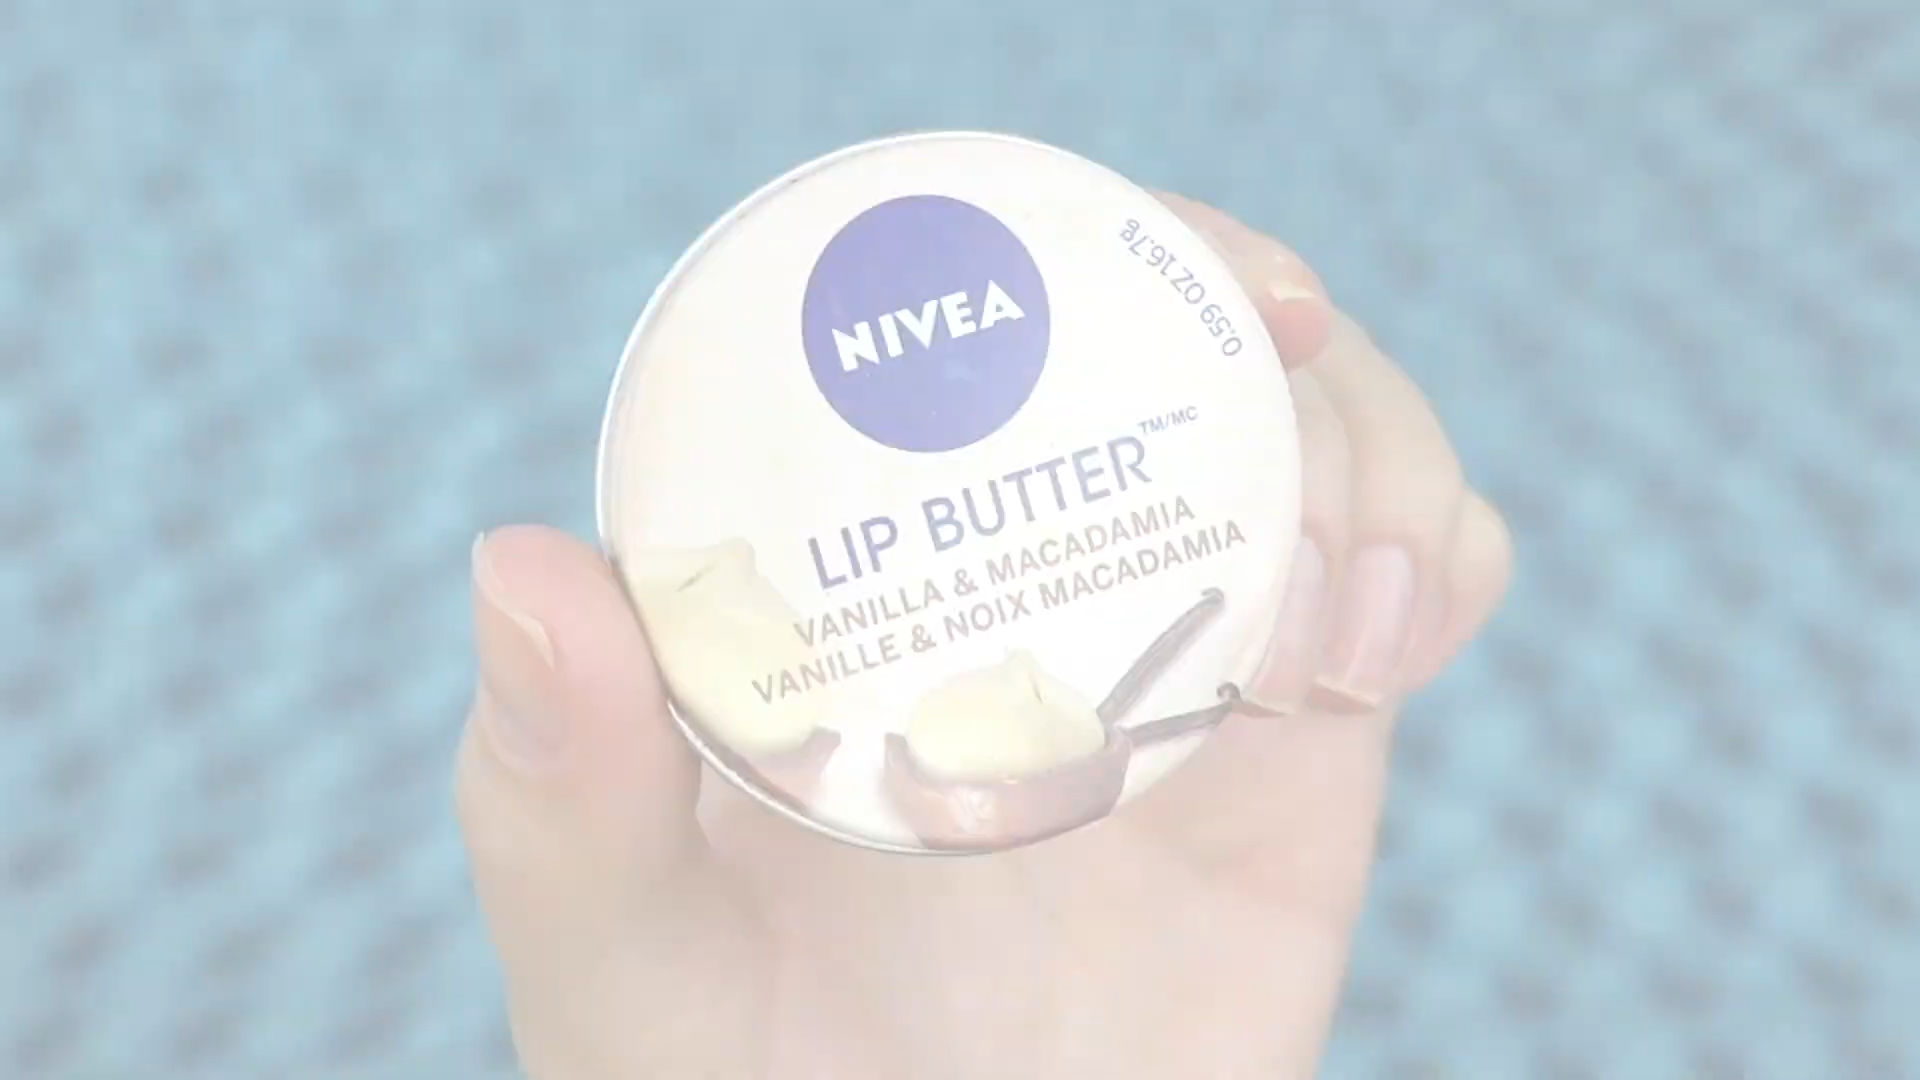 NIVEA
0.59 OZ 16.7g
LIP BUTTER™/MC
VANILLA & MACADAMIA
VANILLE & NOIX MACADAMIA